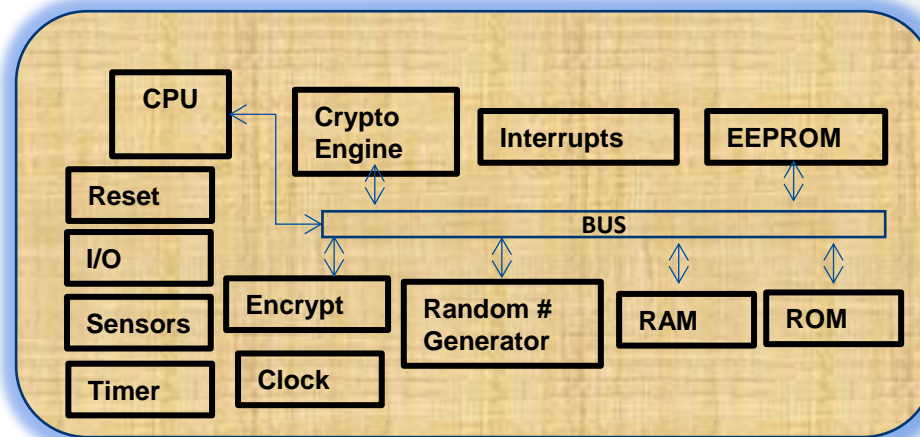 CPU
Crypto
Engine
Interrupts
EEPROM
Reset
BUS
I/O
Encrypt
Random #
Generator
RAM
ROM
Sensors
Clock
Timer